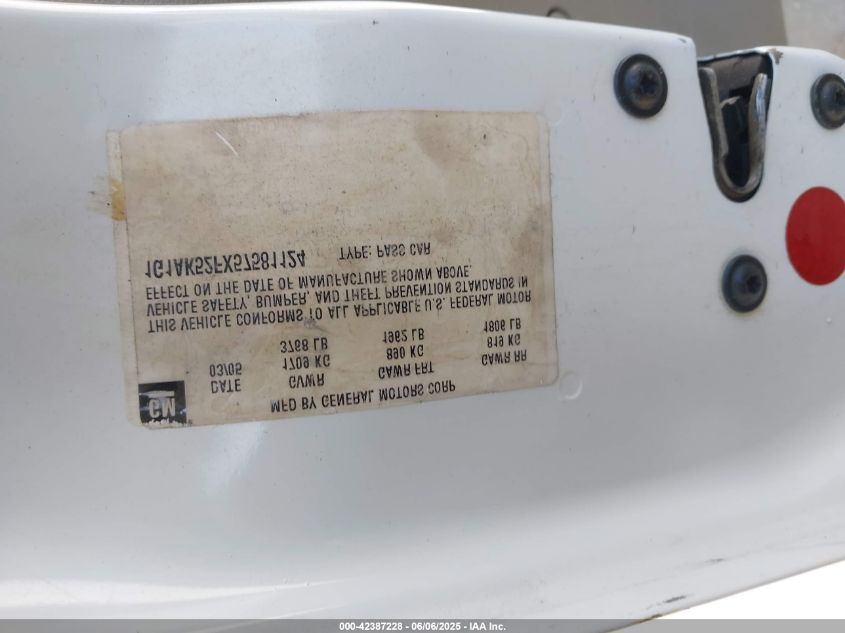 GM
MFD BY GENERAL MOTORS CORP
DATE GVWR GAWR FRT GAWR RR
03/05 1709 KG 890 KG 819 KG
3768 LB 1962 LB 1806 LB
THIS VEHICLE CONFORMS TO ALL APPLICABLE U.S. FEDERAL MOTOR
VEHICLE SAFETY, BUMPER, AND THEFT PREVENTION STANDARDS IN
EFFECT ON THE DATE OF MANUFACTURE SHOWN ABOVE.
1G1AK52FX57581124 TYPE: PASS CAR
000-42387228 - 06/06/2025 - IAA Inc.